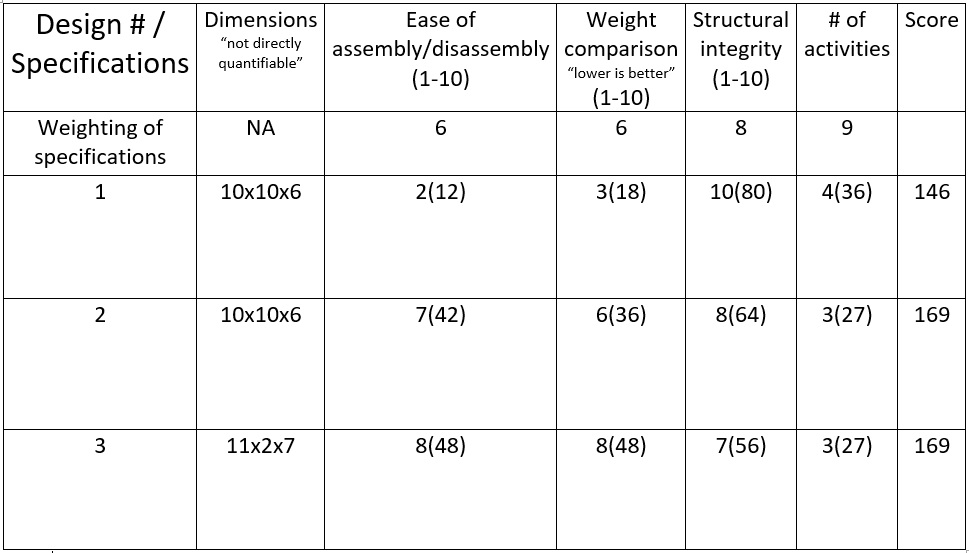 Design # / Specifications
Dimensions "not directly quantifiable"
Ease of assembly/disassembly (1-10)
Weight comparison "lower is better" (1-10)
Structural integrity (1-10)
# of activities
Score
Weighting of specifications
NA
6
6
8
9
1
10x10x6
2(12)
3(18)
10(80)
4(36)
146
2
10x10x6
7(42)
6(36)
8(64)
3(27)
169
3
11x2x7
8(48)
8(48)
7(56)
3(27)
169